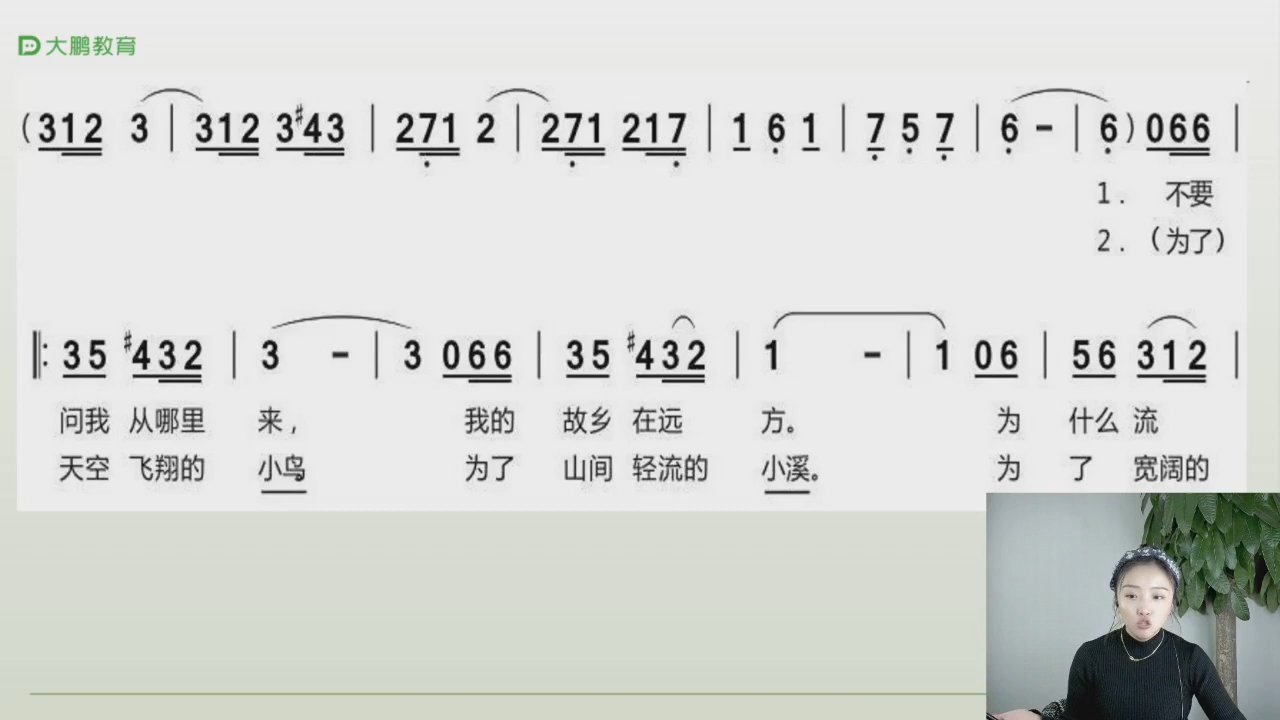 大鹏教育
(312 3 | 312 3#43 | 271 2 | 271 217 | 1 6 1 | 7 5 7 | 6 - | 6) 066 |
1. 不要
2. (为了)
‖: 35 #432 | 3 - | 3 066 | 35 #432 | 1 - | 1 06 | 56 312 |
问我 从哪里 来, 我的 故乡 在远 方。 为 什么 流
天空 飞翔的 小鸟 为了 山间 轻流的 小溪。 为 了 宽阔的